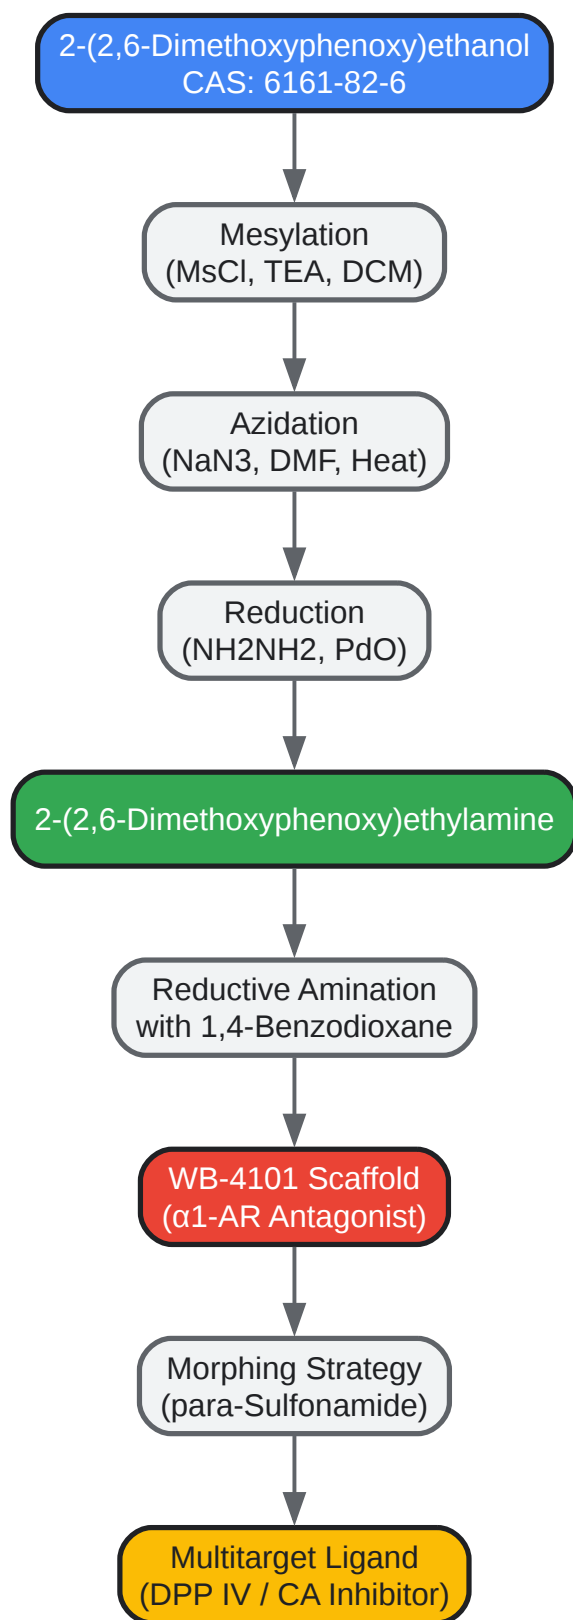 2-(2,6-Dimethoxyphenoxy)ethanol
CAS: 6161-82-6
Mesylation
(MsCl, TEA, DCM)
Azidation
(NaN3, DMF, Heat)
Reduction
(NH2NH2, PdO)
2-(2,6-Dimethoxyphenoxy)ethylamine
Reductive Amination
with 1,4-Benzodioxane
WB-4101 Scaffold
(α1-AR Antagonist)
Morphing Strategy
(para-Sulfonamide)
Multitarget Ligand
(DPP IV / CA Inhibitor)